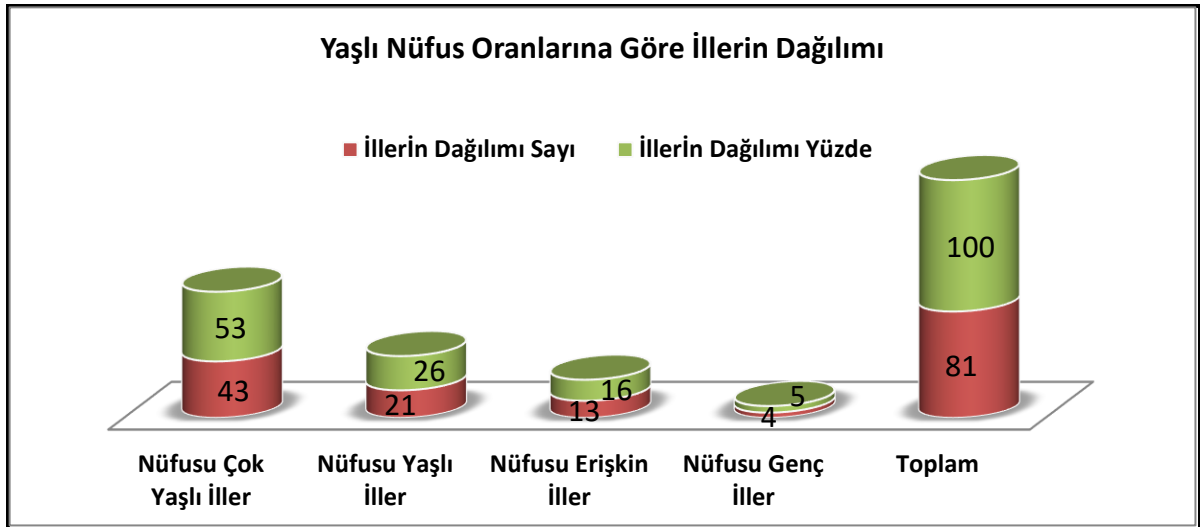 Yaşlı Nüfus Oranlarına Göre İllerin Dağılımı
İllerİn Dağılımı Sayı
İllerİn Dağılımı Yüzde
53
43
26
21
16
13
5
4
100
81
Nüfusu Çok
Yaşlı İller
Nüfusu Yaşlı
İller
Nüfusu Erişkin
İller
Nüfusu Genç
İller
Toplam